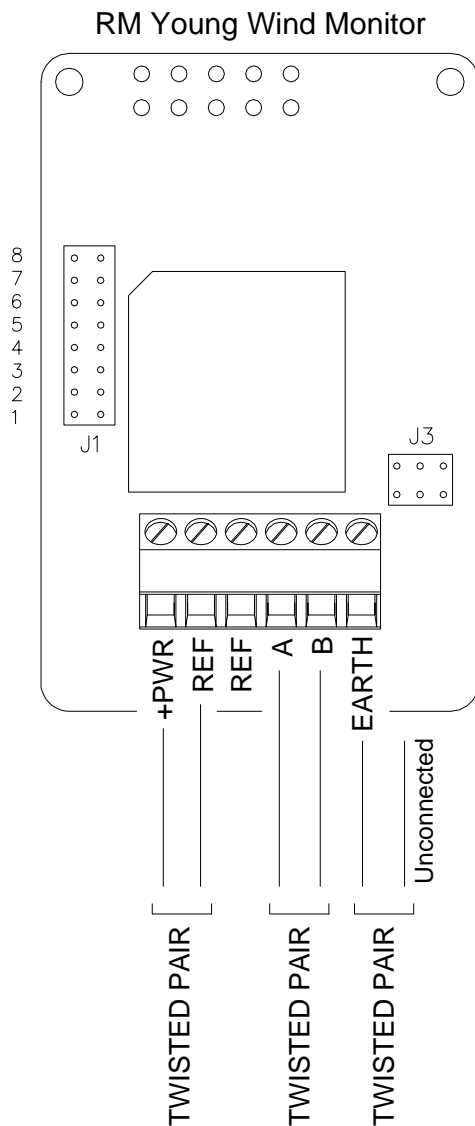 RM Young Wind Monitor
8
7
6
5
4
3
2
1
J1
J3
+PWR
REF
REF
A
B
EARTH
Unconnected
TWISTED PAIR
TWISTED PAIR
TWISTED PAIR